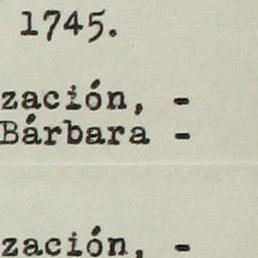 1745.
zación, -
Bárbara -
zación, -